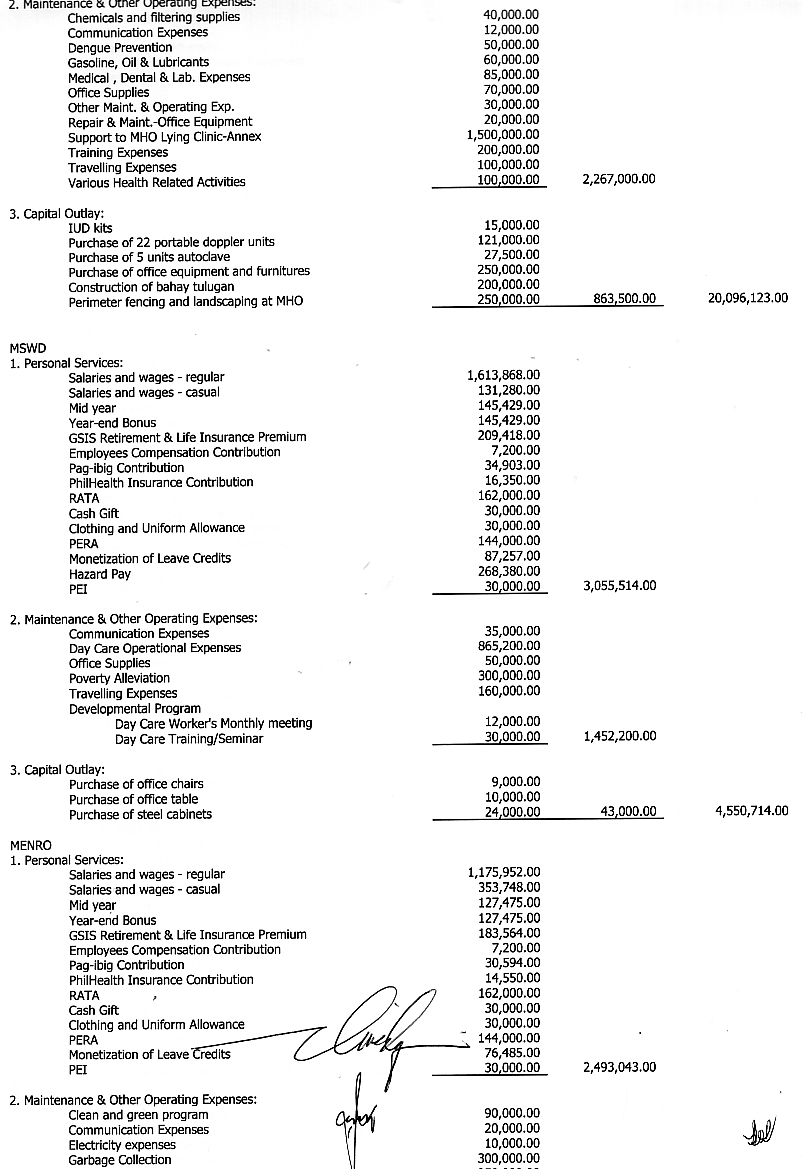 2. Maintenance & Other Operating Expenses:
Chemicals and filtering supplies 40,000.00
Communication Expenses 12,000.00
Dengue Prevention 50,000.00
Gasoline, Oil & Lubricants 60,000.00
Medical , Dental & Lab. Expenses 85,000.00
Office Supplies 70,000.00
Other Maint. & Operating Exp. 30,000.00
Repair & Maint.-Office Equipment 20,000.00
Support to MHO Lying Clinic-Annex 1,500,000.00
Training Expenses 200,000.00
Travelling Expenses 100,000.00
Various Health Related Activities 100,000.00 2,267,000.00
3. Capital Outlay:
IUD kits 15,000.00
Purchase of 22 portable doppler units 121,000.00
Purchase of 5 units autoclave 27,500.00
Purchase of office equipment and furnitures 250,000.00
Construction of bahay tulugan 200,000.00
Perimeter fencing and landscaping at MHO 250,000.00 863,500.00 20,096,123.00
MSWD
1. Personal Services:
Salaries and wages - regular 1,613,868.00
Salaries and wages - casual 131,280.00
Mid year 145,429.00
Year-end Bonus 145,429.00
GSIS Retirement & Life Insurance Premium 209,418.00
Employees Compensation Contribution 7,200.00
Pag-ibig Contribution 34,903.00
PhilHealth Insurance Contribution 16,350.00
RATA 162,000.00
Cash Gift 30,000.00
Clothing and Uniform Allowance 30,000.00
PERA 144,000.00
Monetization of Leave Credits 87,257.00
Hazard Pay 268,380.00
PEI 30,000.00 3,055,514.00
2. Maintenance & Other Operating Expenses:
Communication Expenses 35,000.00
Day Care Operational Expenses 865,200.00
Office Supplies 50,000.00
Poverty Alleviation 300,000.00
Travelling Expenses 160,000.00
Developmental Program
Day Care Worker's Monthly meeting 12,000.00
Day Care Training/Seminar 30,000.00 1,452,200.00
3. Capital Outlay:
Purchase of office chairs 9,000.00
Purchase of office table 10,000.00
Purchase of steel cabinets 24,000.00 43,000.00 4,550,714.00
MENRO
1. Personal Services:
Salaries and wages - regular 1,175,952.00
Salaries and wages - casual 353,748.00
Mid year 127,475.00
Year-end Bonus 127,475.00
GSIS Retirement & Life Insurance Premium 183,564.00
Employees Compensation Contribution 7,200.00
Pag-ibig Contribution 30,594.00
PhilHealth Insurance Contribution 14,550.00
RATA 162,000.00
Cash Gift 30,000.00
Clothing and Uniform Allowance 30,000.00
PERA 144,000.00
Monetization of Leave Credits 76,485.00
PEI 30,000.00 2,493,043.00
2. Maintenance & Other Operating Expenses:
Clean and green program 90,000.00
Communication Expenses 20,000.00
Electricity expenses 10,000.00
Garbage Collection 300,000.00